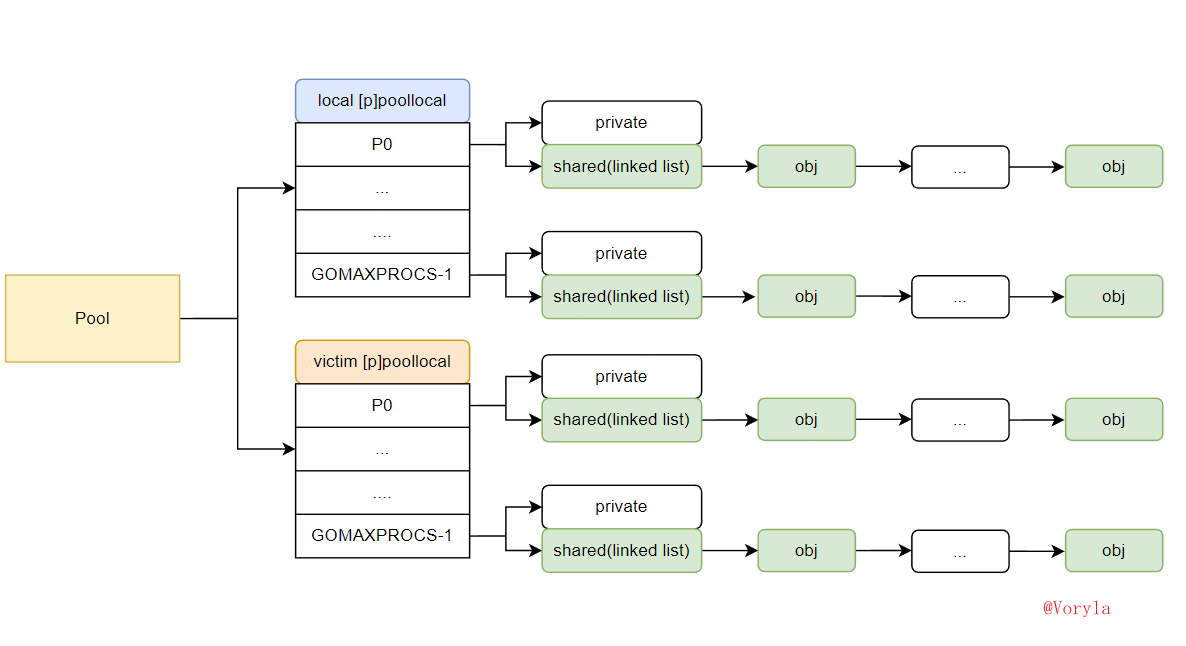 local [p]poollocal
P0
...
....
GOMAXPROCS-1
private
shared(linked list)
obj
...
obj
private
shared(linked list)
obj
...
obj
Pool
victim [p]poollocal
P0
...
....
GOMAXPROCS-1
private
shared(linked list)
obj
...
obj
private
shared(linked list)
obj
...
obj
@Voryla